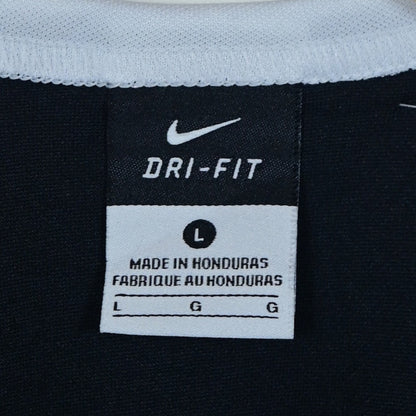 DRI-FIT
L
MADE IN HONDURAS
FABRIQUE AU HONDURAS
L G G